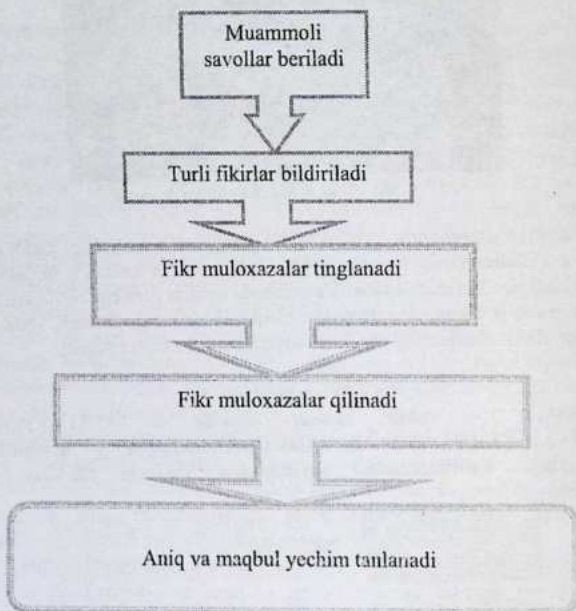 Muammoli
savollar beriladi
Turli fikirlar bildiriladi
Fikr muloxazalar tinglanadi
Fikr muloxazalar qilinadi
Aniq va maqbul yechim tanlanadi